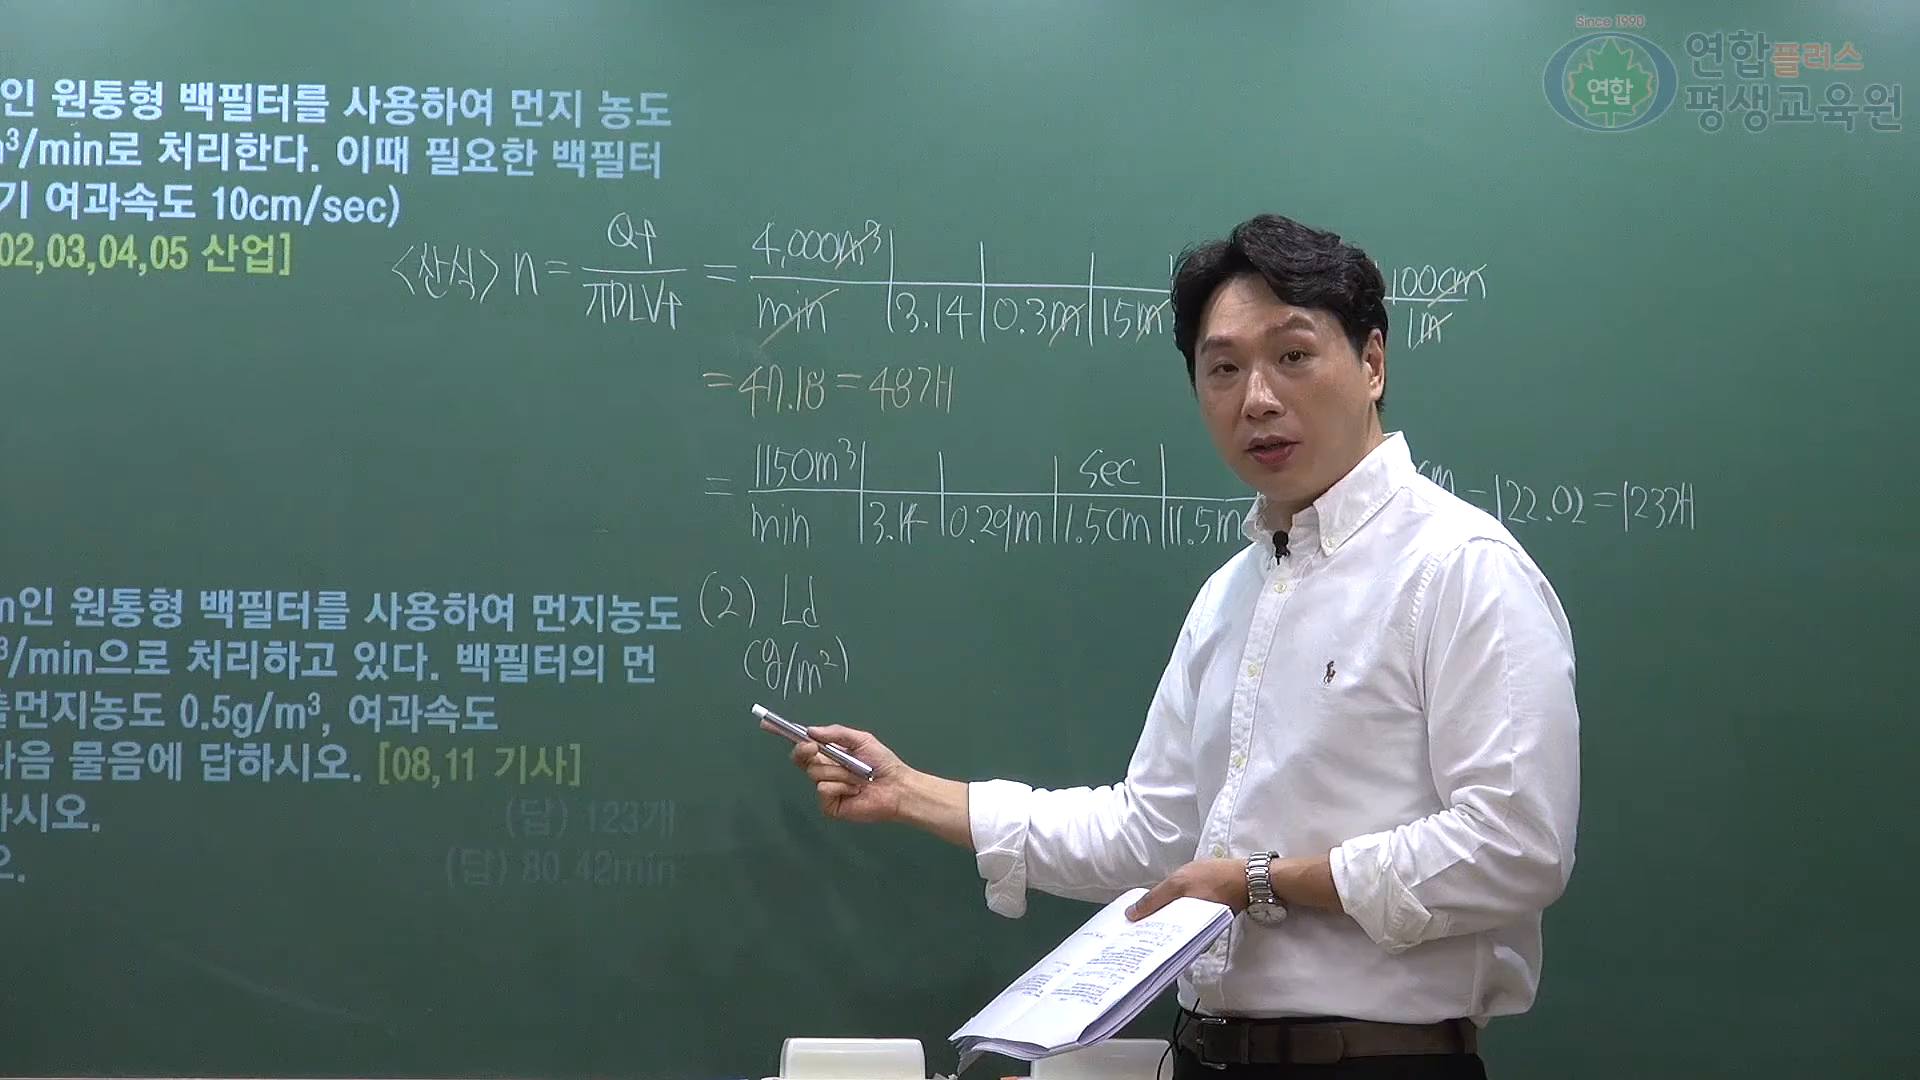 Since 1990
연합 연합플러스
평생교육원
인 원통형 백필터를 사용하여 먼지 농도
m³/min로 처리한다. 이때 필요한 백필터
기 여과속도 10cm/sec)
02,03,04,05 산업]
<산식> n = Qf / πDLVf = 4,000m³ / min | 3.14 | 0.3m | 15m 100cm / 1m
= 47.18 = 48개
= 1150m³ / min | 3.14 | 0.29m | sec / 1.5cm | 11.5m cm = 122.02 = 123개
(2) Ld
(g/m²)
m인 원통형 백필터를 사용하여 먼지농도
³/min으로 처리하고 있다. 백필터의 먼
출먼지농도 0.5g/m³, 여과속도
다음 물음에 답하시오. [08,11 기사]
하시오. (답) 123개
오. (답) 80.42min